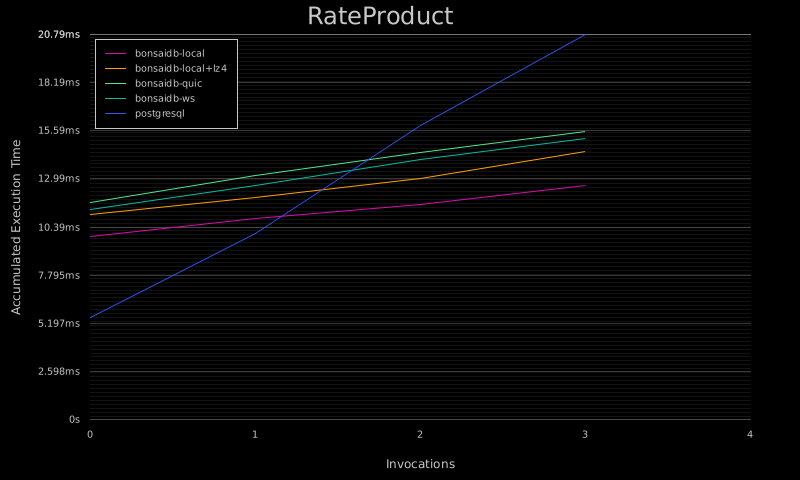 RateProduct
20.79ms
18.19ms
15.59ms
12.99ms
10.39ms
7.795ms
5.197ms
2.598ms
0s
bonsaidb-local
bonsaidb-local+lz4
bonsaidb-quic
bonsaidb-ws
postgresql
Accumulated Execution Time
0 1 2 3 4
Invocations